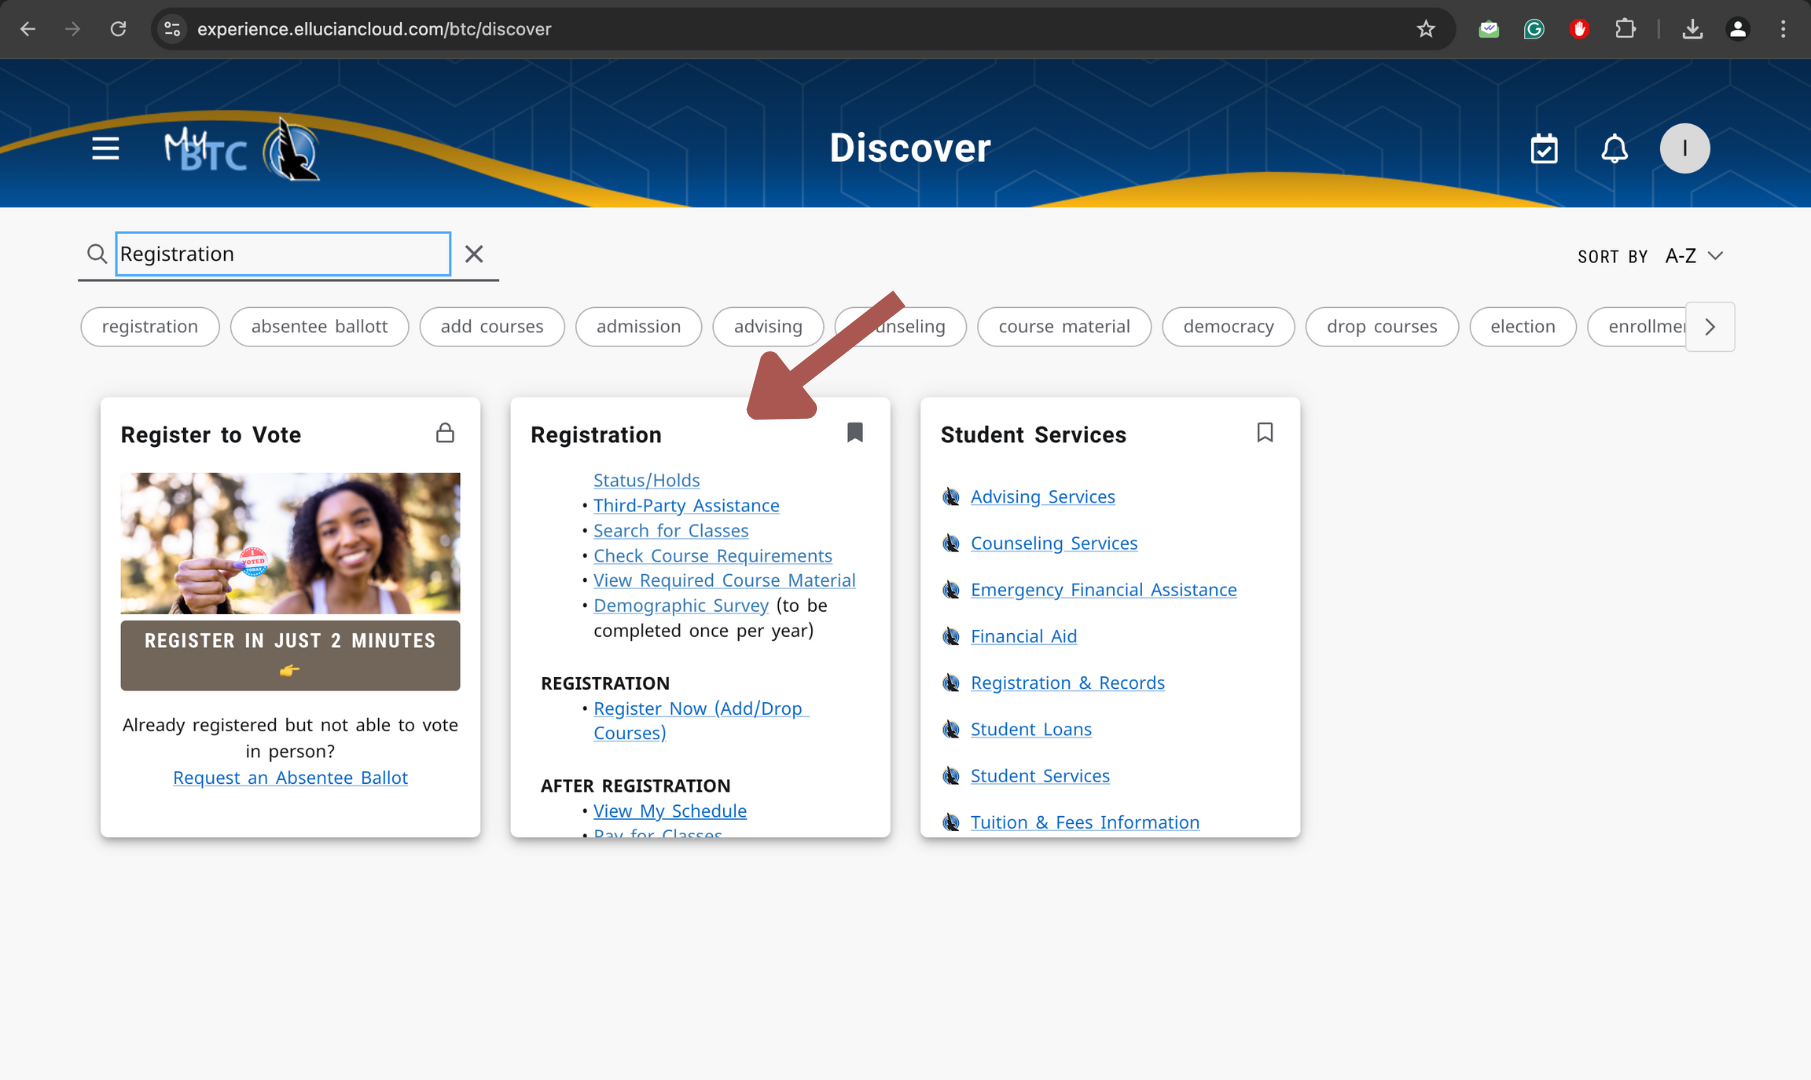 experience.elluciancloud.com/btc/discover
My BTC
Discover
I
Registration
SORT BY A-Z
registration
absentee ballott
add courses
admission
advising
unseling
course material
democracy
drop courses
election
enrollme
Register to Vote
VOTED
REGISTER IN JUST 2 MINUTES
👉
Already registered but not able to vote
in person?
Request an Absentee Ballot
Registration
Status/Holds
• Third-Party Assistance
• Search for Classes
• Check Course Requirements
• View Required Course Material
• Demographic Survey (to be
completed once per year)
REGISTRATION
• Register Now (Add/Drop
Courses)
AFTER REGISTRATION
• View My Schedule
• Pay for Classes
Student Services
Advising Services
Counseling Services
Emergency Financial Assistance
Financial Aid
Registration & Records
Student Loans
Student Services
Tuition & Fees Information